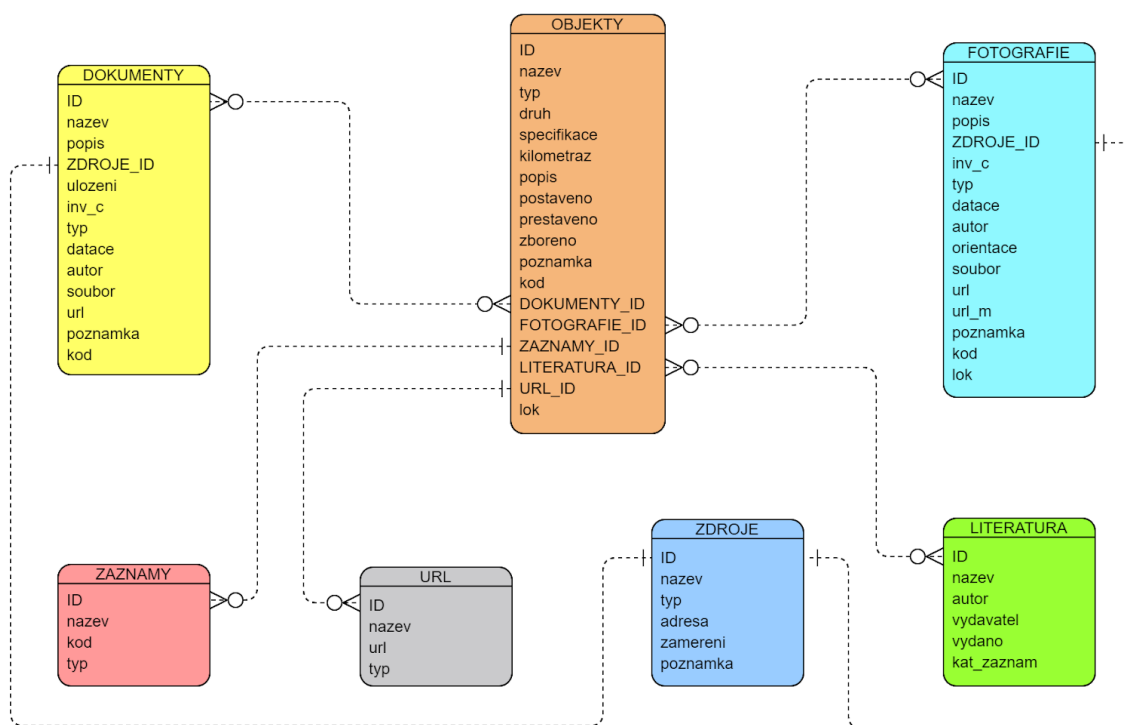 OBJEKTY
ID
nazev
typ
druh
specifikace
kilometraz
popis
postaveno
prestaveno
zboreno
poznamka
kod
DOKUMENTY_ID
FOTOGRAFIE_ID
ZAZNAMY_ID
LITERATURA_ID
URL_ID
lok
DOKUMENTY
ID
nazev
popis
ZDROJE_ID
ulozeni
inv_c
typ
datace
autor
soubor
url
poznamka
kod
FOTOGRAFIE
ID
nazev
popis
ZDROJE_ID
inv_c
typ
datace
autor
orientace
soubor
url
url_m
poznamka
kod
lok
ZAZNAMY
ID
nazev
kod
typ
URL
ID
nazev
url
typ
ZDROJE
ID
nazev
typ
adresa
zamereni
poznamka
LITERATURA
ID
nazev
autor
vydavatel
vydano
kat_zaznam